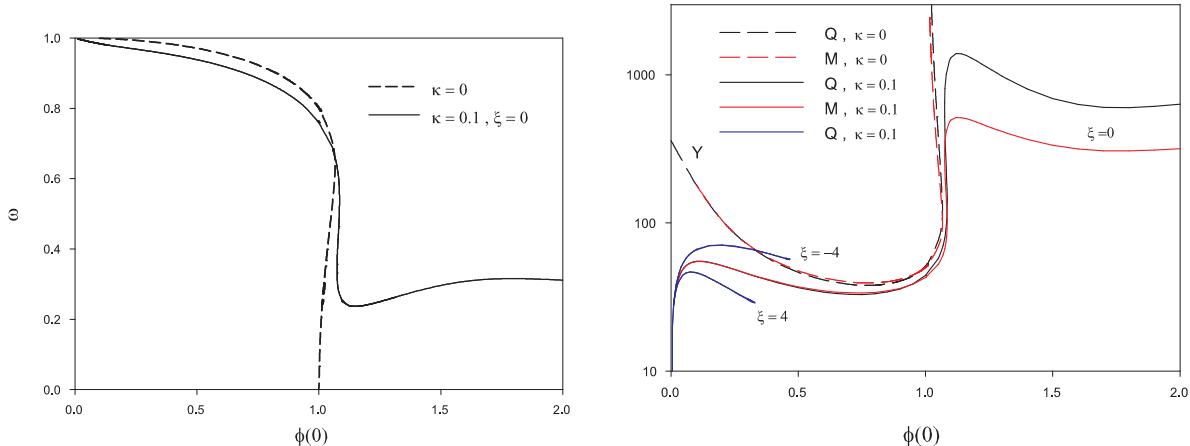 1.0
0.8
0.6
0.4
0.2
0.0
ω
κ = 0
κ = 0.1 , ξ = 0
0.0 0.5 1.0 1.5 2.0
ϕ(0)
1000
100
10
Q , κ = 0
M , κ = 0
Q , κ = 0.1
M , κ = 0.1
Q , κ = 0.1
ξ=0
Y
ξ = −4
ξ = 4
0.0 0.5 1.0 1.5 2.0
ϕ(0)